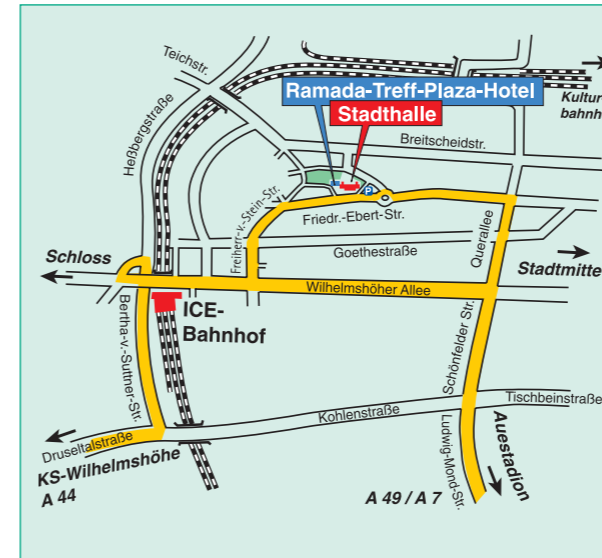 Teichstr.
Heßbergstraße
Ramada-Treff-Plaza-Hotel
Stadthalle
Kultur
bahnh
Breitscheidstr.
P
Freiherr-v.-Stein-Str.
Friedr.-Ebert-Str.
Querallee
Goethestraße
Schloss
Stadtmitte
Wilhelmshöher Allee
ICE-
Bahnhof
Bertha-v.-Suttner-Str.
Schönfelder Str.
Tischbeinstraße
Kohlenstraße
Druseltalstraße
KS-Wilhelmshöhe
A 44
Ludwig-Mond-Str.
Auestadion
A 49 / A 7